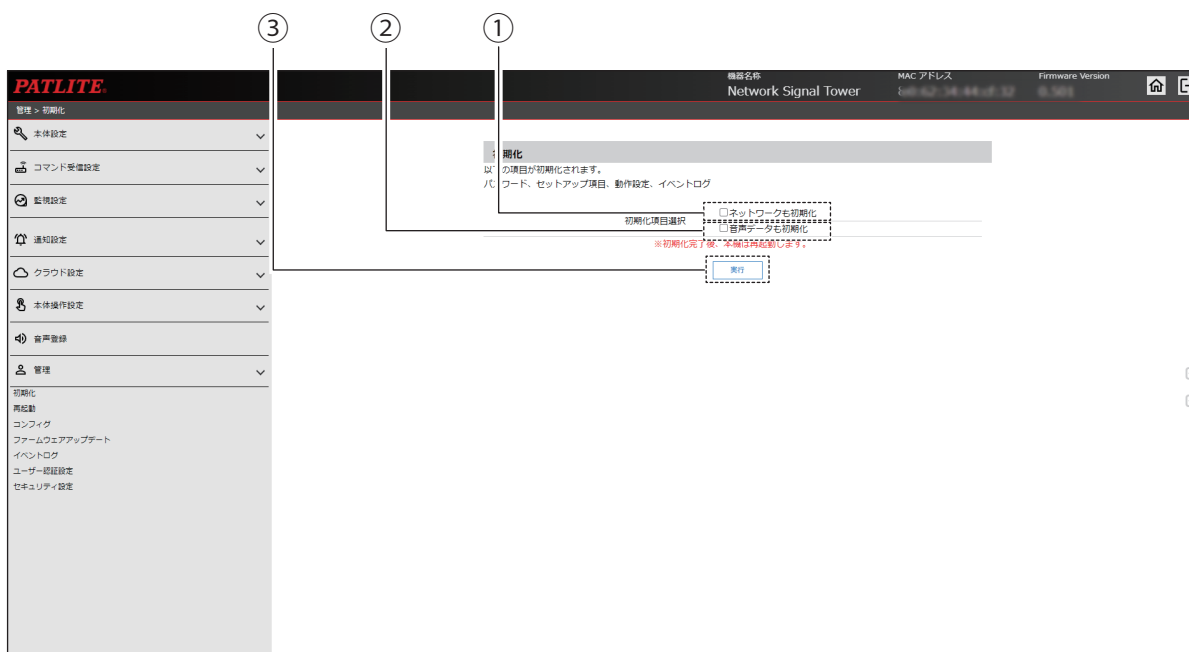 ③ ② ①
PATLITE
機器名称 MAC アドレス Firmware Version
Network Signal Tower
管理 > 初期化
本体設定
コマンド受信設定
監視設定
通知設定
クラウド設定
本体操作設定
音声登録
管理
初期化
再起動
コンフィグ
ファームウェアアップデート
イベントログ
ユーザー認証設定
セキュリティ設定
期化
以 の項目が初期化されます。
パ ワード、セットアップ項目、動作設定、イベントログ
初期化項目選択
□ネットワークも初期化
□音声データも初期化
※初期化完了後、本機は再起動します。
実行